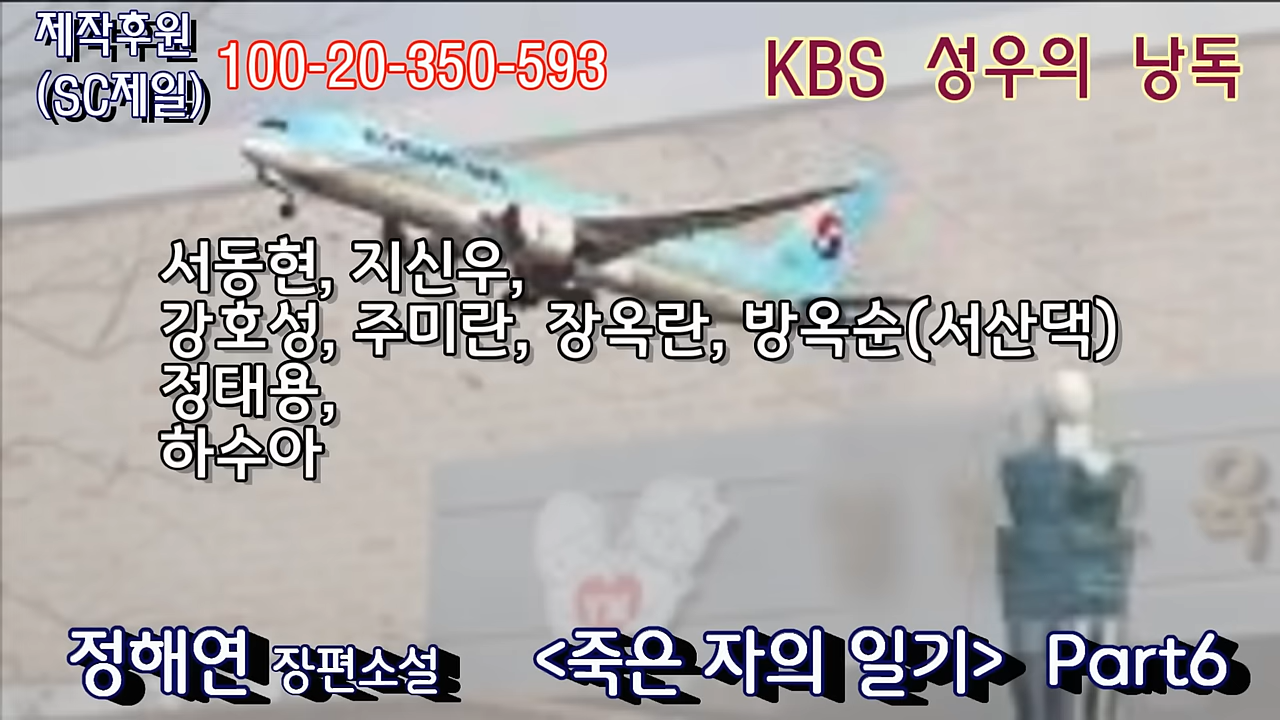 제작후원
(SC제일)
100-20-350-593
KBS 성우의 낭독
서동현, 지신우,
강호성, 주미란, 장옥란, 방옥순(서산댁)
정태용,
하수아
정해연 장편소설 <죽은 자의 일기> Part6